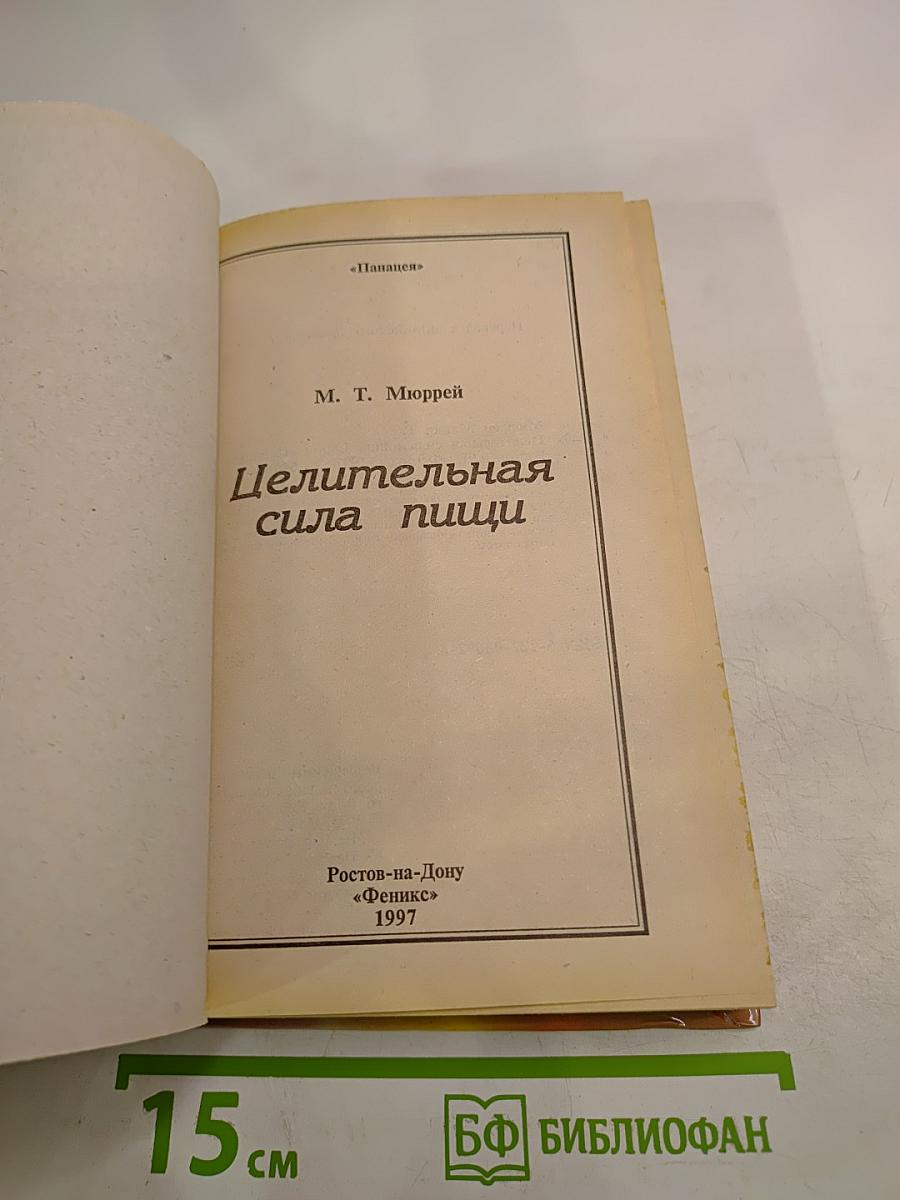 «Панацея»
М. Т. Мюррей
Целительная
сила пищи
Ростов-на-Дону
«Феникс»
1997
15 см
БФ БИБЛИОФАН